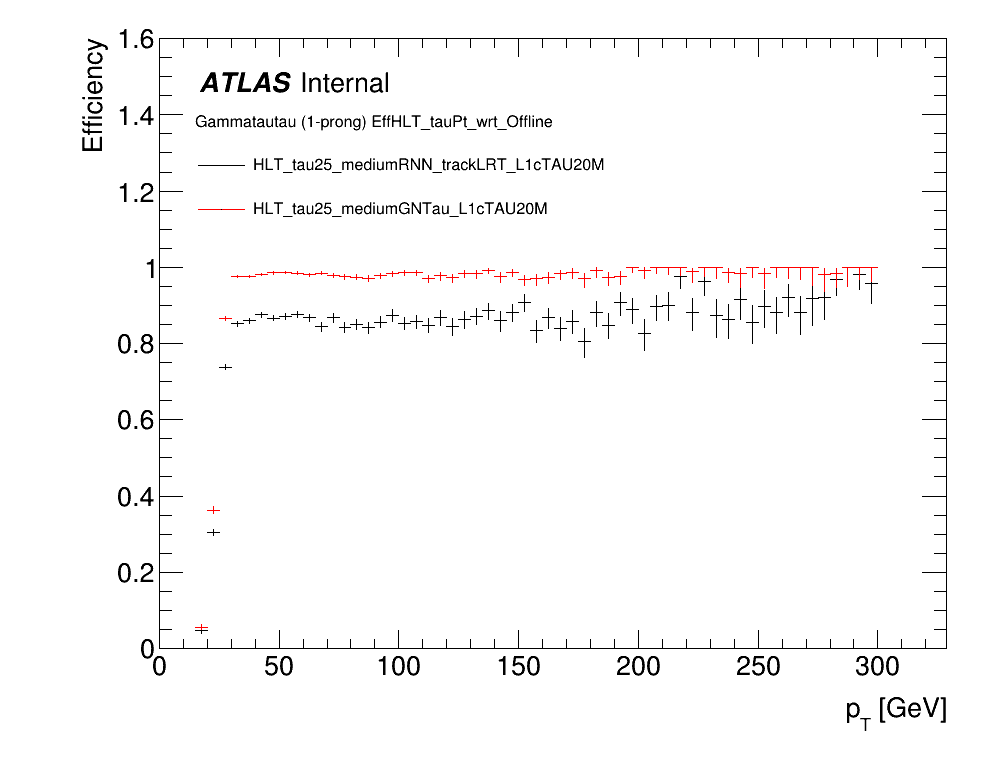 Efficiency
1.6
1.4
1.2
1
0.8
0.6
0.4
0.2
0
ATLAS Internal
Gammatautau (1-prong) EffHLT_tauPt_wrt_Offline
HLT_tau25_mediumRNN_trackLRT_L1cTAU20M
HLT_tau25_mediumGNTau_L1cTAU20M
0 50 100 150 200 250 300
p_T [GeV]